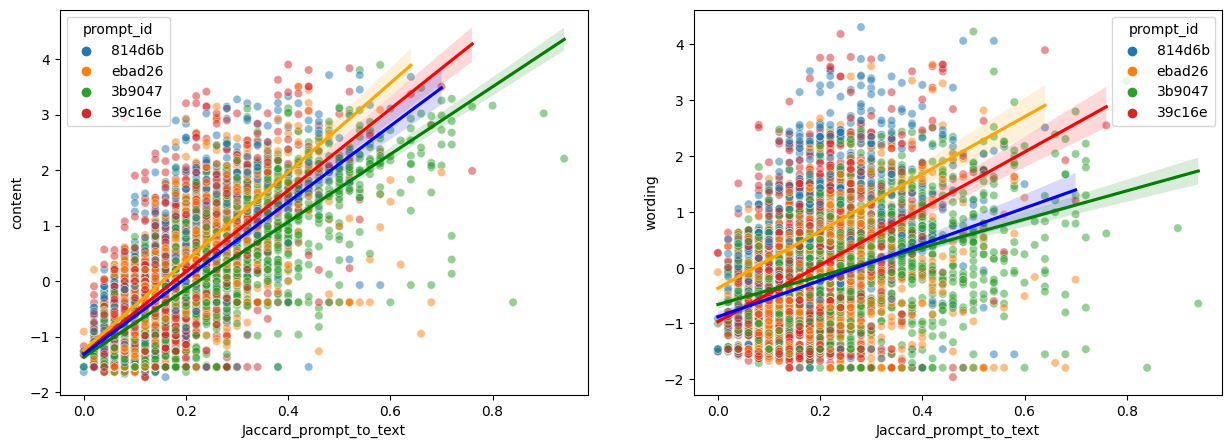 prompt_id
814d6b
ebad26
3b9047
39c16e
content
4
3
2
1
0
−1
−2
0.0 0.2 0.4 0.6 0.8
Jaccard_prompt_to_text
prompt_id
814d6b
ebad26
3b9047
39c16e
wording
4
3
2
1
0
−1
−2
0.0 0.2 0.4 0.6 0.8
Jaccard_prompt_to_text